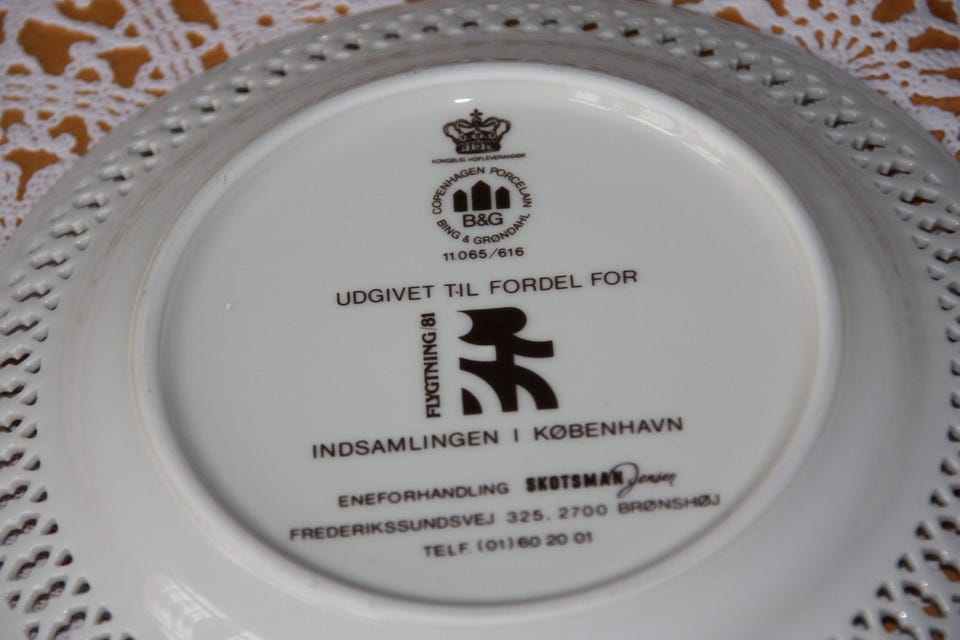 KONGELIG HOFLEVERANDØR
COPENHAGEN PORCELAIN
B&G
BING & GRØNDAHL
11.065/616
UDGIVET TIL FORDEL FOR
FLYGTNING/81
INDSAMLINGEN I KØBENHAVN
ENEFORHANDLING SKOTSMAN Jensen
FREDERIKSSUNDSVEJ 325. 2700 BRØNSHØJ
TELF. (01) 60 20 01